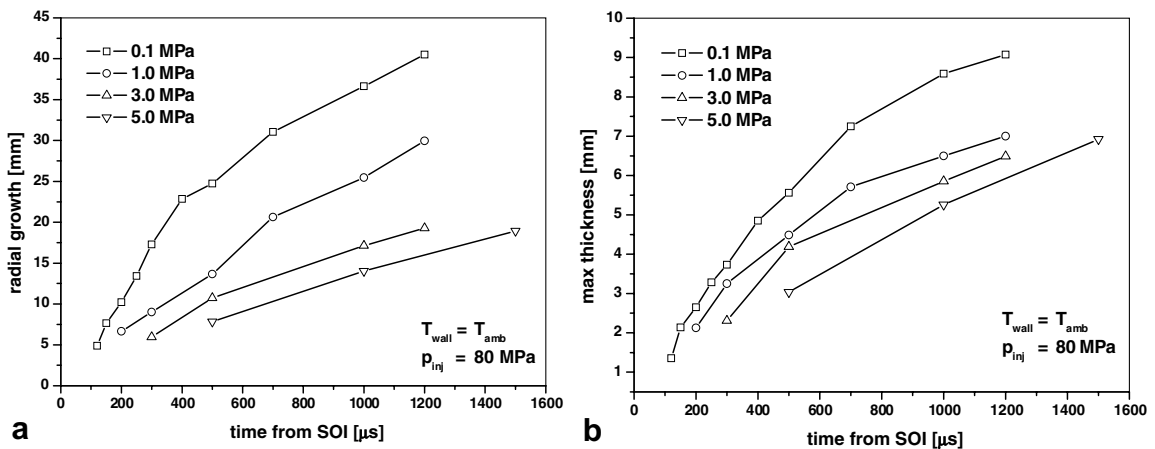 45
40
35
30
25
20
15
10
5
0
radial growth [mm]
0.1 MPa
1.0 MPa
3.0 MPa
5.0 MPa
T_wall = T_amb
p_inj = 80 MPa
0 200 400 600 800 1000 1200 1400 1600
time from SOI [µs]
a
10
9
8
7
6
5
4
3
2
1
max thickness [mm]
0.1 MPa
1.0 MPa
3.0 MPa
5.0 MPa
T_wall = T_amb
p_inj = 80 MPa
0 200 400 600 800 1000 1200 1400 1600
time from SOI [µs]
b